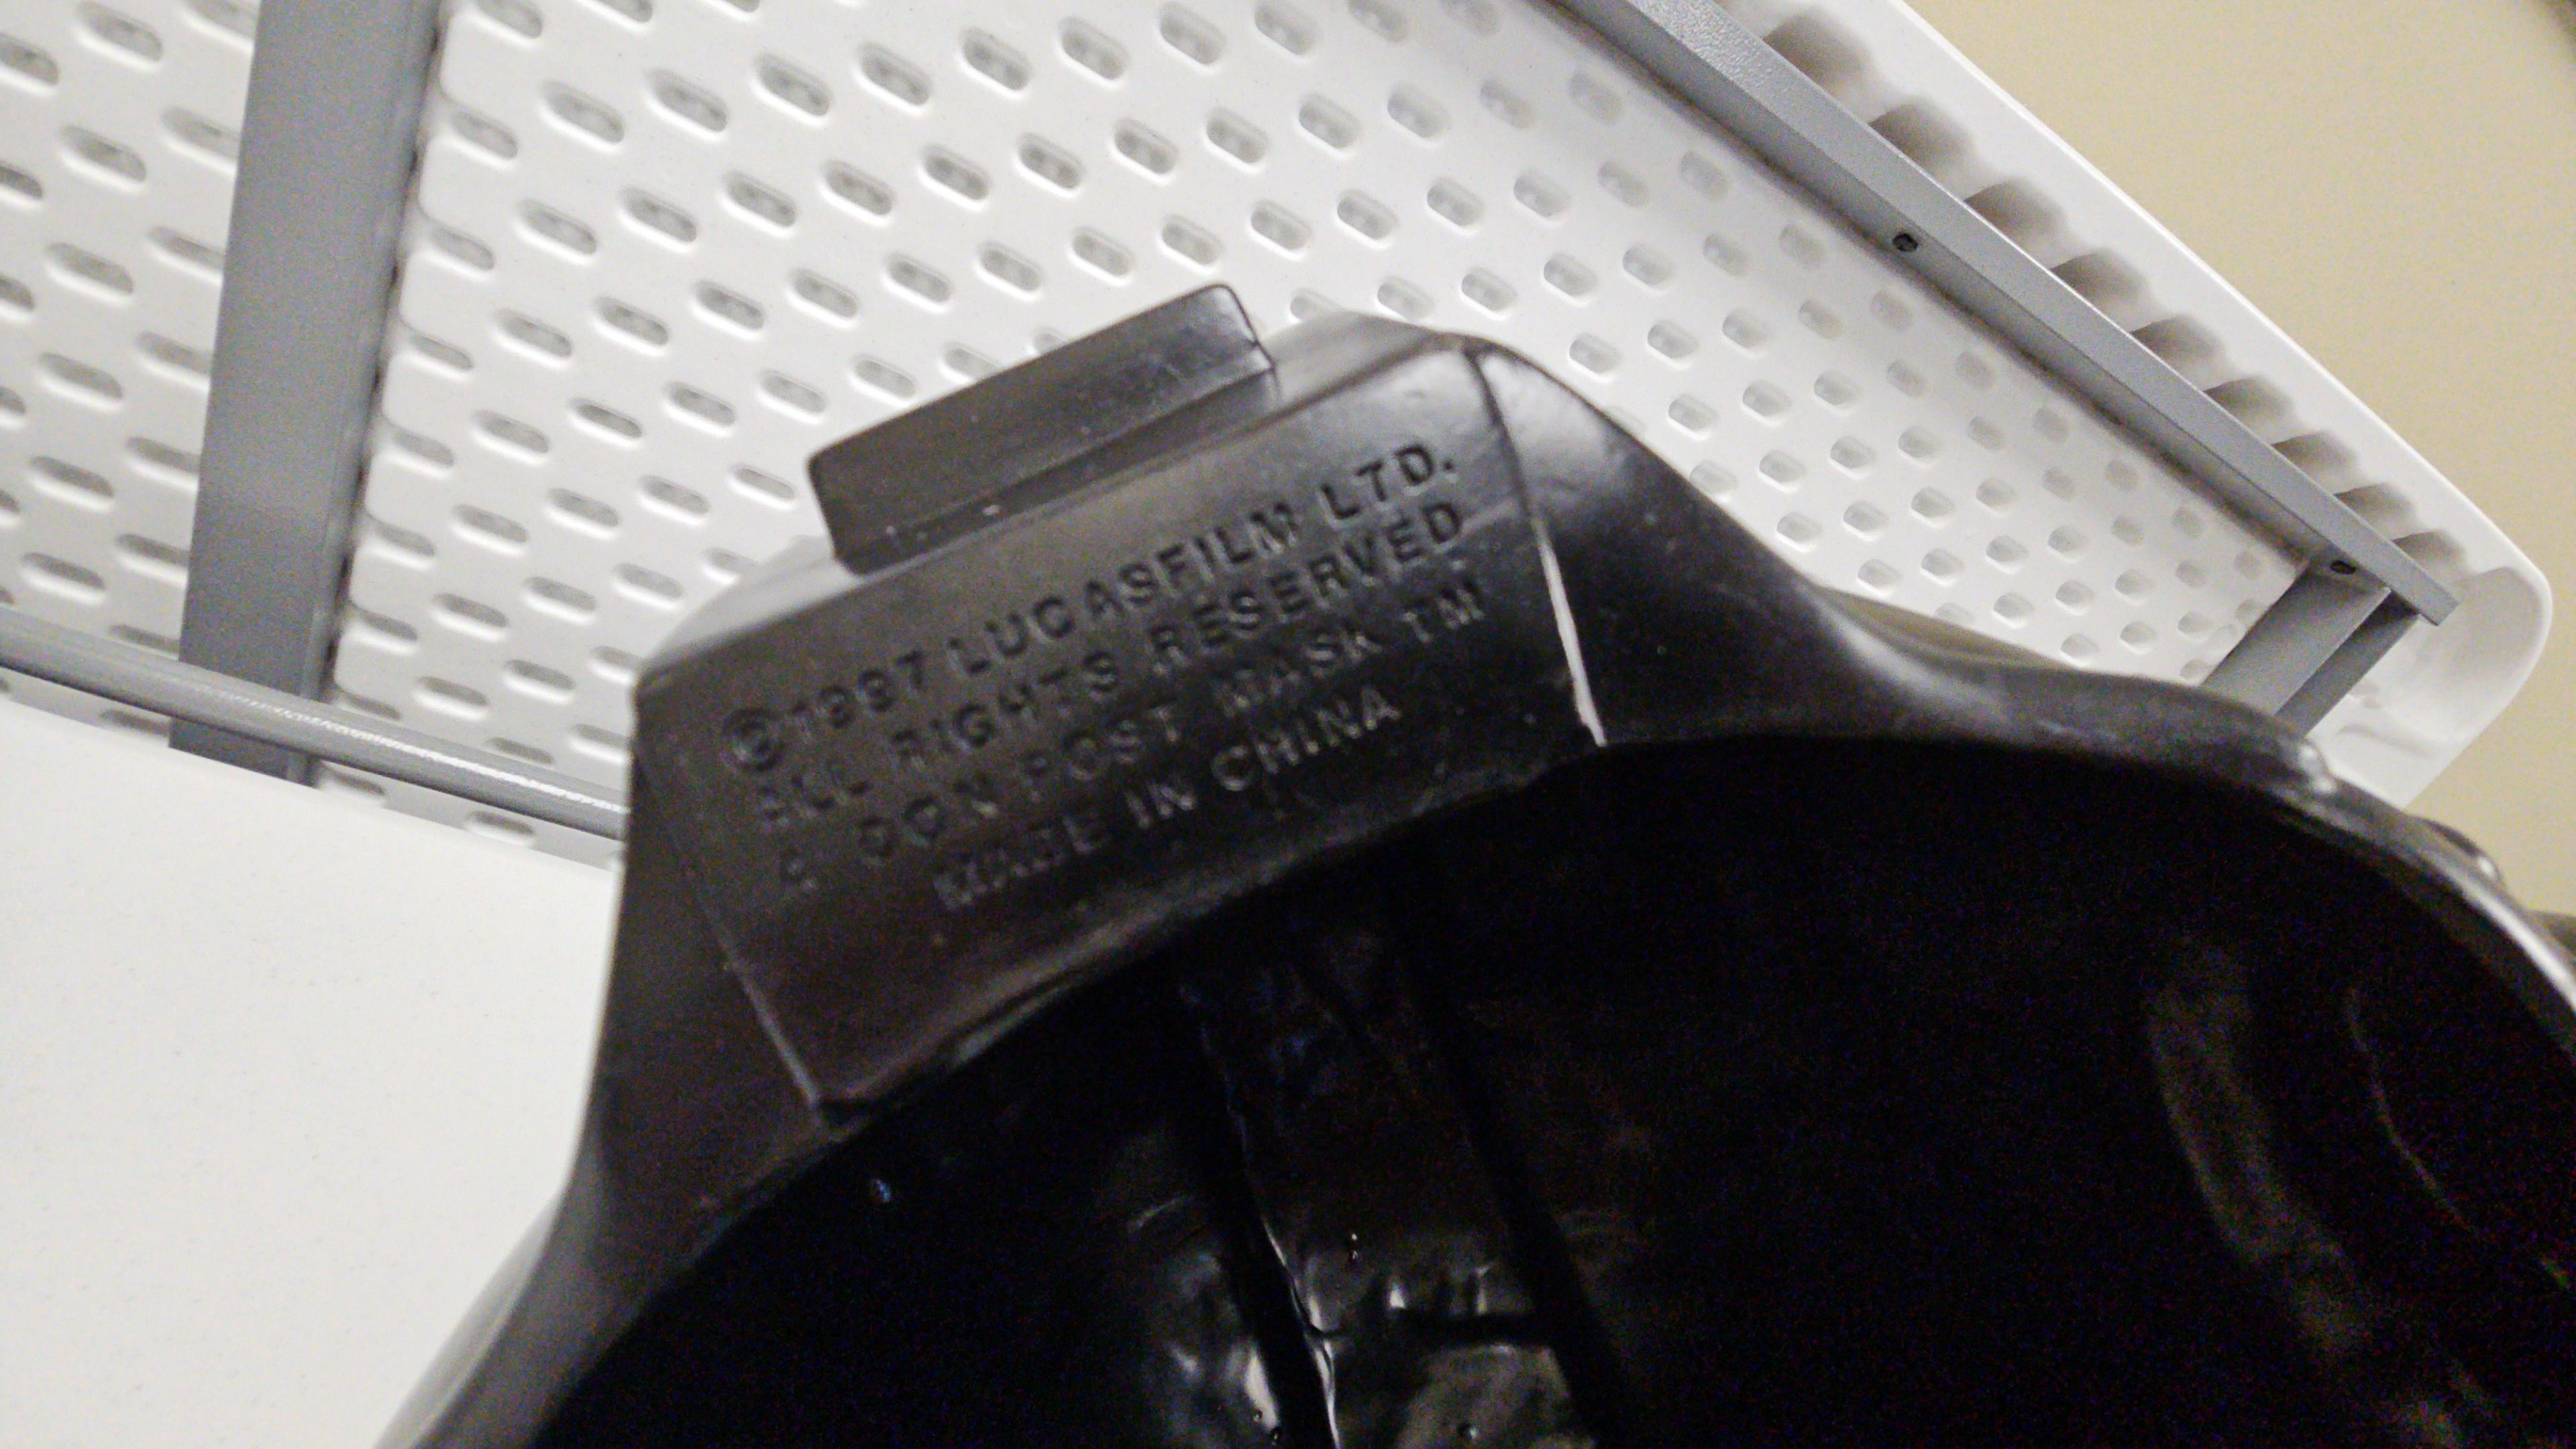 ©1997 LUCASFILM LTD.
ALL RIGHTS RESERVED
A DON POST MASK TM
MADE IN CHINA